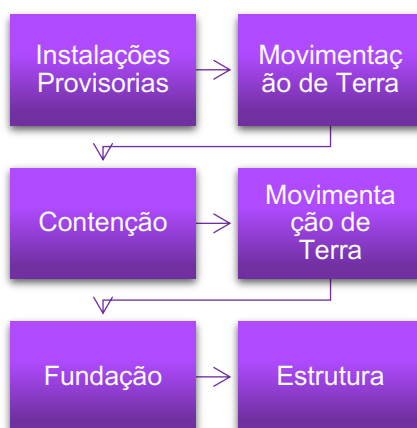 Instalações
Provisorias
Movimentaç
ão de Terra
Contenção
Movimenta
ção de
Terra
Fundação
Estrutura